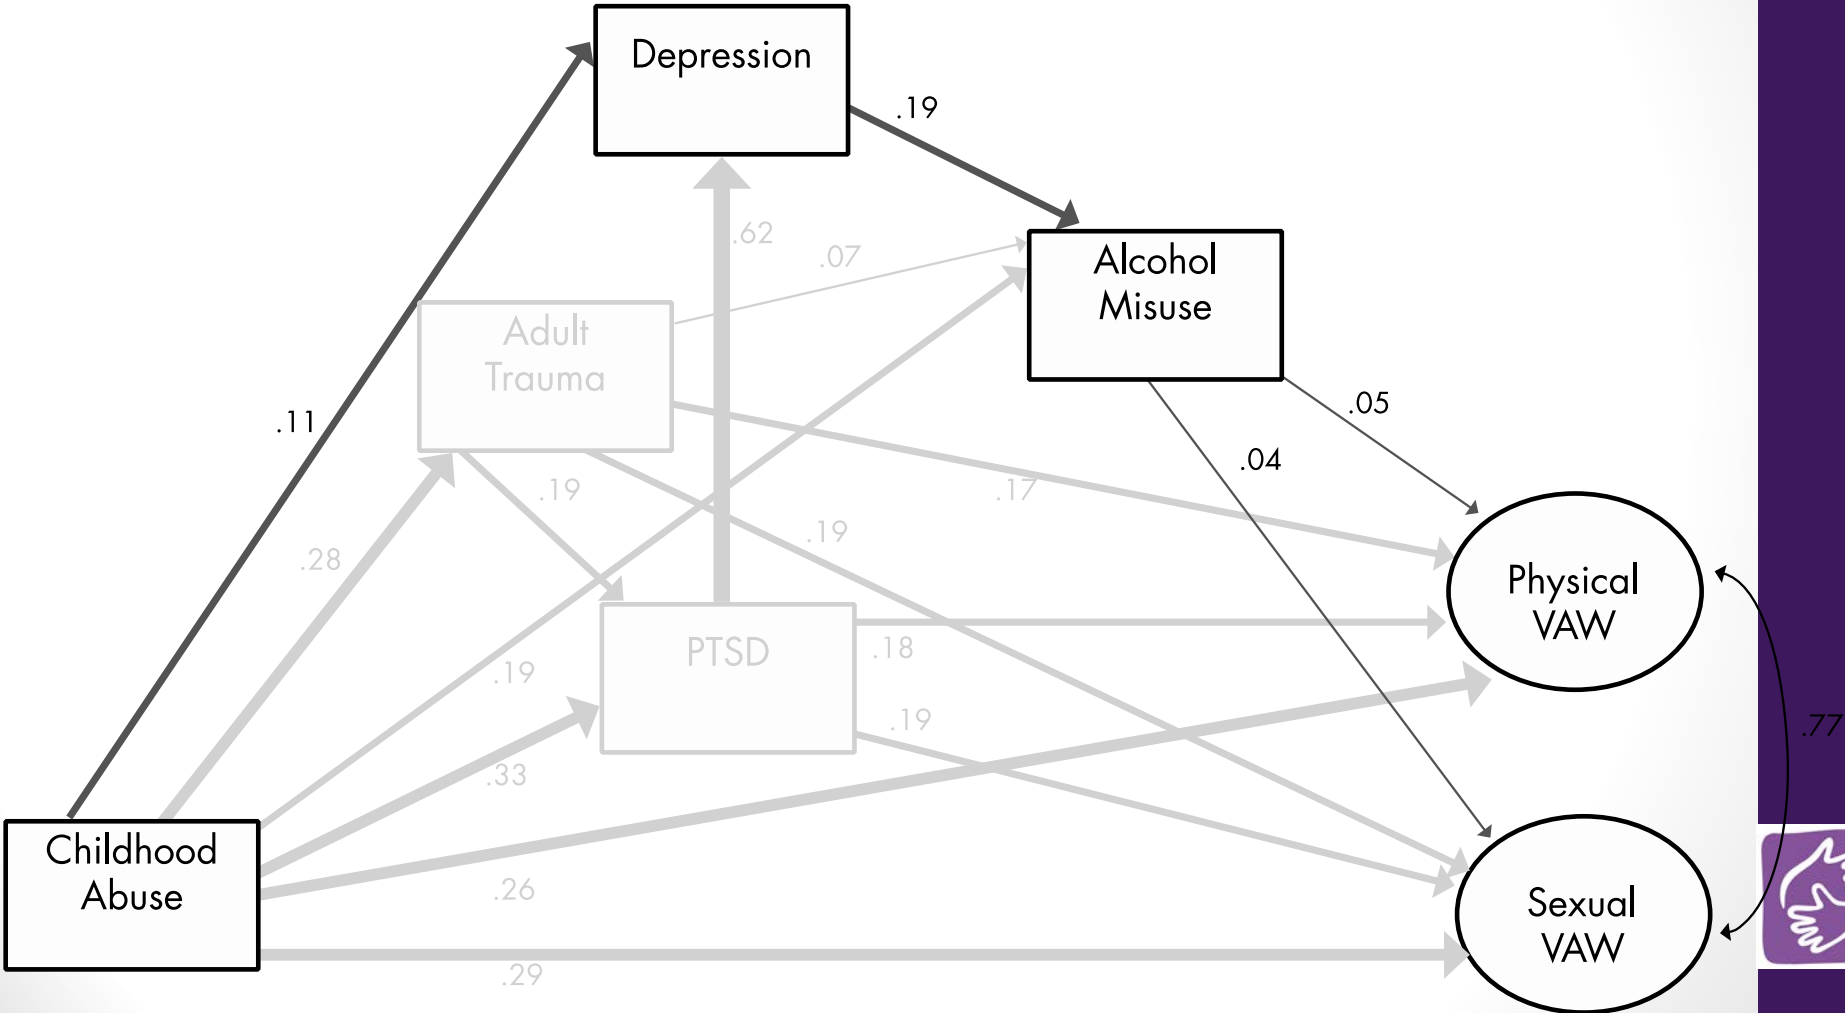 Depression
.19
.62
.07
Alcohol
Misuse
Adult
Trauma
.11
.05
.04
.19
.17
.19
.28
Physical
VAW
PTSD
.18
.19
.19
.77
.33
Childhood
Abuse
.26
Sexual
VAW
.29